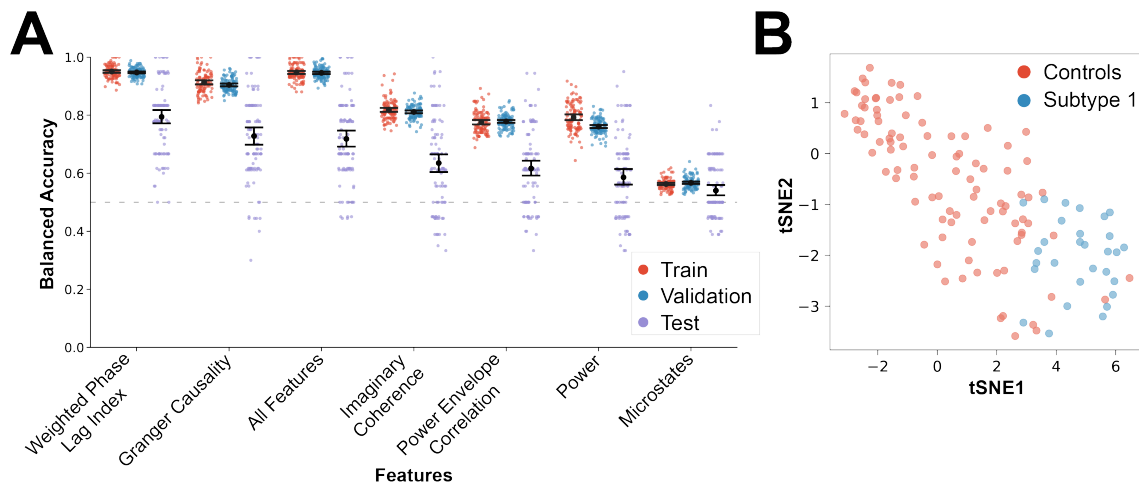 A
B
1.0
0.8
0.6
0.4
0.2
0.0
Balanced Accuracy
Train
Validation
Test
Weighted Phase
Lag Index
Granger Causality
All Features
Imaginary
Coherence
Power Envelope
Correlation
Power
Microstates
Features
Controls
Subtype 1
1
0
−1
−2
−3
tSNE2
−2
0
2
4
6
tSNE1